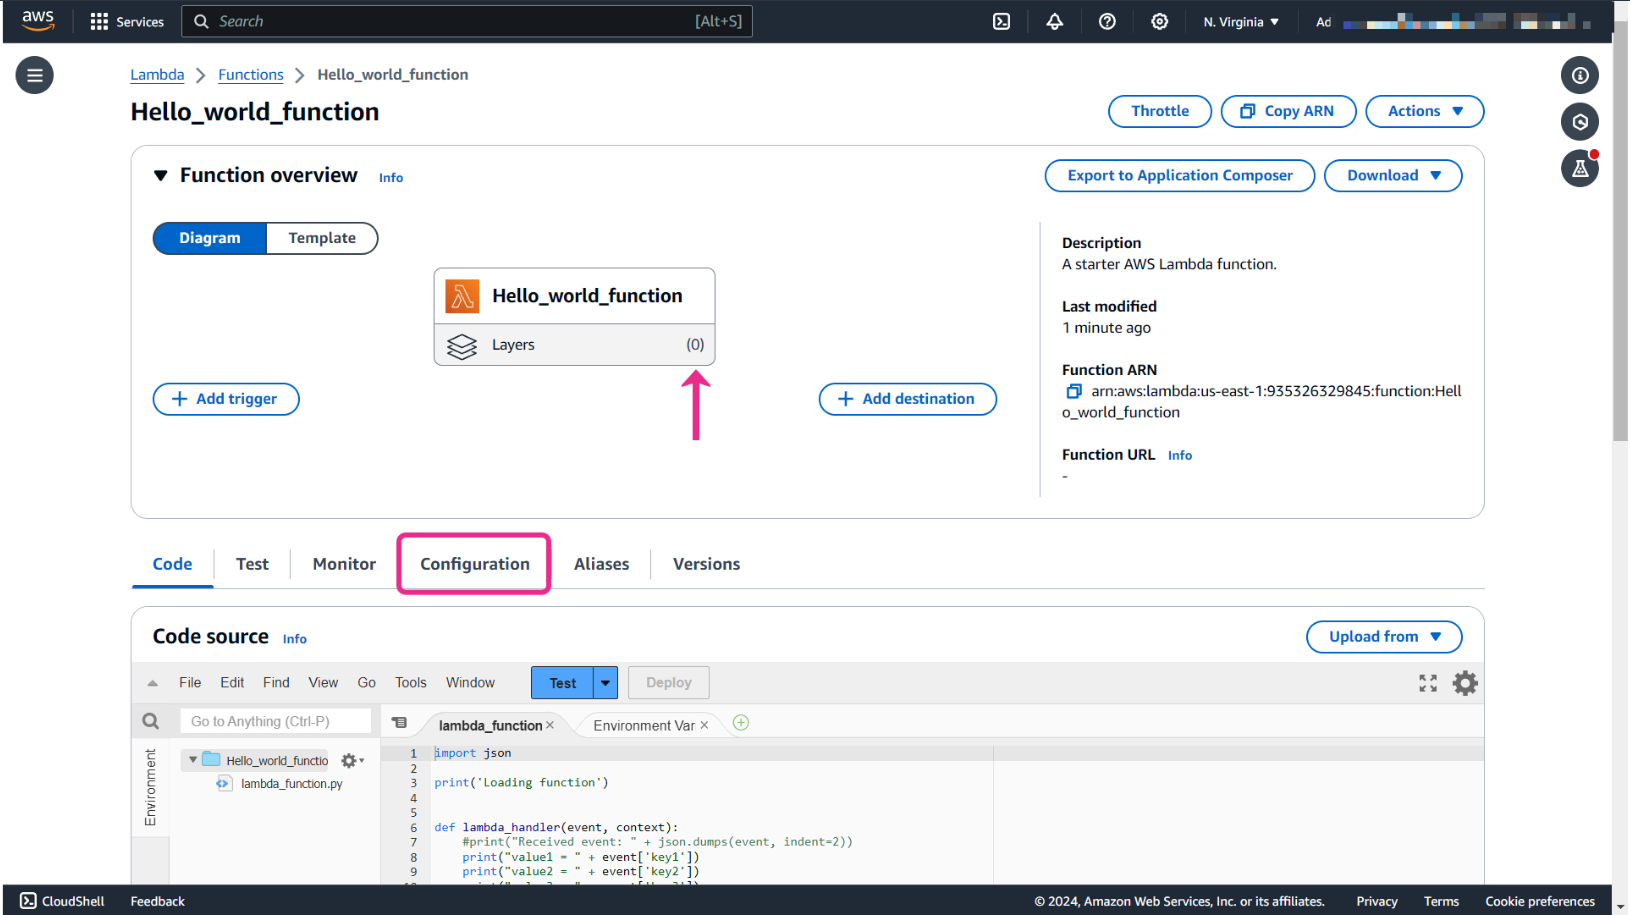 aws
Services
Search
[Alt+S]
N. Virginia
Ad
Lambda
Functions
Hello_world_function
Hello_world_function
Throttle
Copy ARN
Actions
Function overview
Info
Export to Application Composer
Download
Diagram
Template
Hello_world_function
Layers
(0)
Add trigger
Add destination
Description
A starter AWS Lambda function.
Last modified
1 minute ago
Function ARN
arn:aws:lambda:us-east-1:935326329845:function:Hell
o_world_function
Function URL Info
-
Code
Test
Monitor
Configuration
Aliases
Versions
Code source
Info
Upload from
File Edit Find View Go Tools Window
Test
Deploy
Go to Anything (Ctrl-P)
lambda_function
Environment Var
Environment
Hello_world_functio
lambda_function.py
1 import json
2
3 print('Loading function')
4
5
6 def lambda_handler(event, context):
7 #print("Received event: " + json.dumps(event, indent=2))
8 print("value1 = " + event['key1'])
9 print("value2 = " + event['key2'])
CloudShell
Feedback
© 2024, Amazon Web Services, Inc. or its affiliates.
Privacy
Terms
Cookie preferences